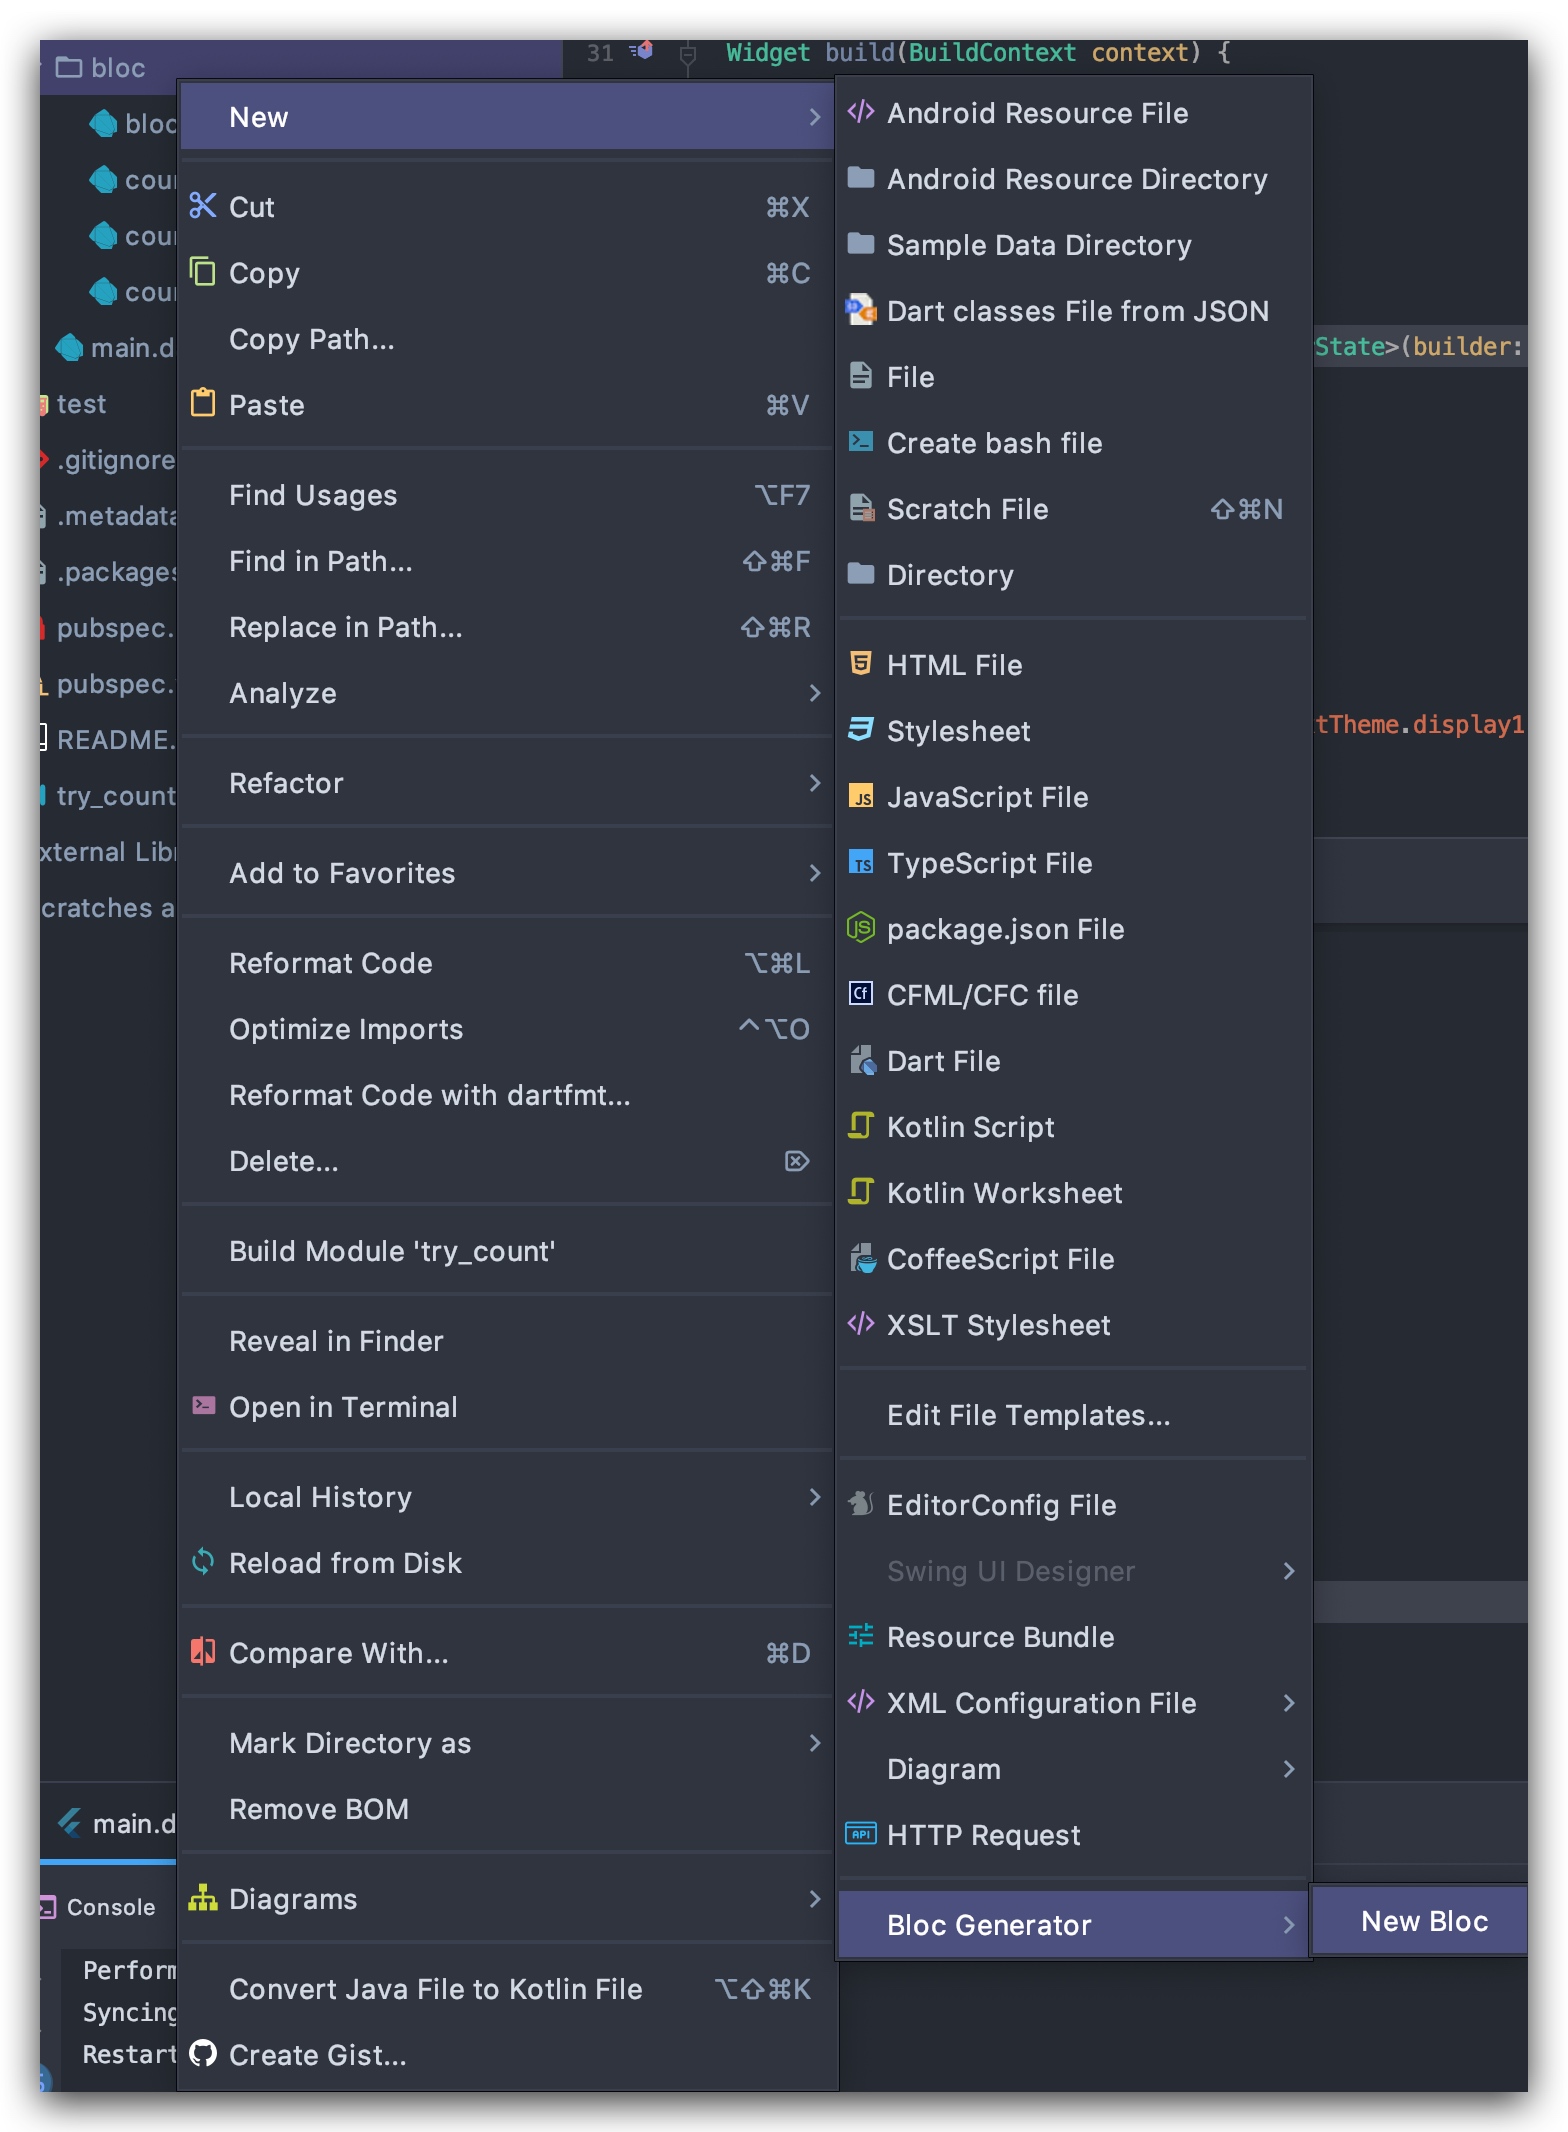 bloc
31 Widget build(BuildContext context) {
main.d
test
.gitignore
.metadata
.packages
pubspec.
pubspec.
README.
try_count
New
Cut ⌘X
Copy ⌘C
Copy Path...
Paste ⌘V
Find Usages ⌥F7
Find in Path... ⇧⌘F
Replace in Path... ⇧⌘R
Analyze
Refactor
Add to Favorites
Reformat Code ⌥⌘L
Optimize Imports ^⌥O
Reformat Code with dartfmt...
Delete... ⌦
Build Module 'try_count'
Reveal in Finder
Open in Terminal
Local History
Reload from Disk
Compare With... ⌘D
Mark Directory as
Remove BOM
Diagrams
Convert Java File to Kotlin File ⌥⇧⌘K
Create Gist...
Android Resource File
Android Resource Directory
Sample Data Directory
Dart classes File from JSON
File
Create bash file
Scratch File ⇧⌘N
Directory
HTML File
Stylesheet
JavaScript File
TypeScript File
package.json File
CFML/CFC file
Dart File
Kotlin Script
Kotlin Worksheet
CoffeeScript File
XSLT Stylesheet
Edit File Templates...
EditorConfig File
Swing UI Designer
Resource Bundle
XML Configuration File
Diagram
HTTP Request
Bloc Generator
New Bloc
State>(builder:
tTheme.display1
main.d
Console
Perform
Syncing
Restart